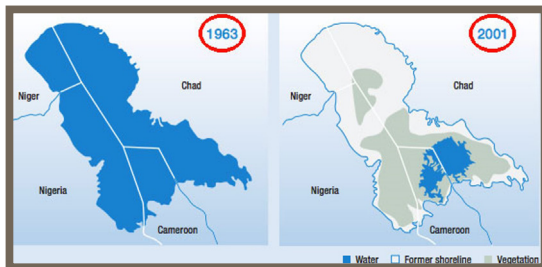 1963
Chad
Niger
Nigeria
Cameroon
2001
Chad
Niger
Nigeria
Cameroon
Water
Former shoreline
Vegetation